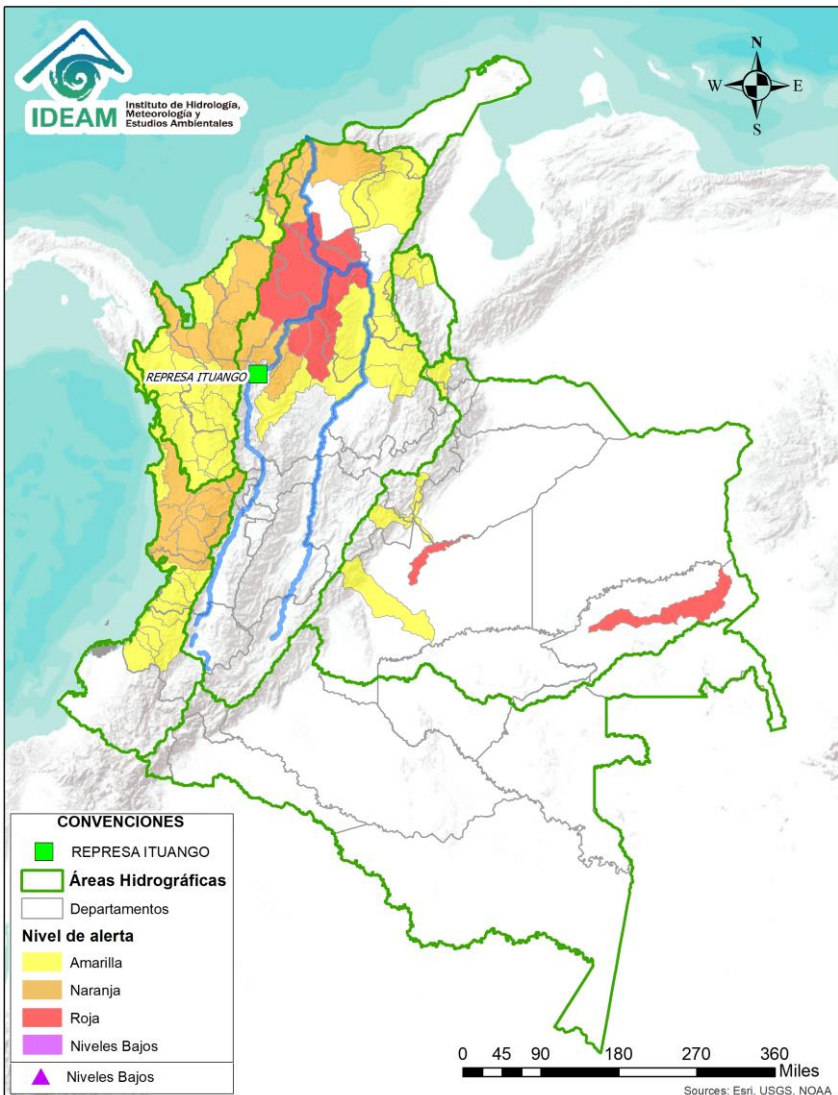 IDEAM
Instituto de Hidrología,
Meteorología y
Estudios Ambientales
N
W
E
S
REPRESA ITUANGO
CONVENCIONES
REPRESA ITUANGO
Áreas Hidrográficas
Departamentos
Nivel de alerta
Amarilla
Naranja
Roja
Niveles Bajos
Niveles Bajos
0 45 90 180 270 360
Miles
Sources: Esri, USGS, NOAA